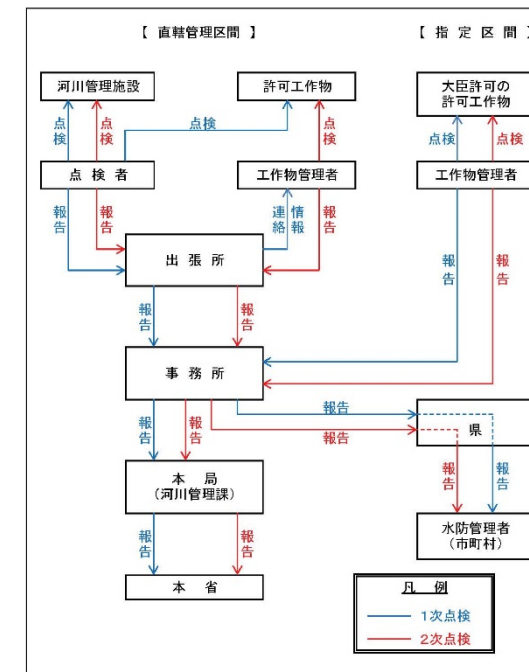 【 直轄管理区間 】
【 指 定 区 間 】
河川管理施設
許可工作物
大臣許可の
許可工作物
点検
点検
点検
点検
点検
点検
点 検 者
工作物管理者
工作物管理者
報告
報告
連絡
情報
報告
出 張 所
報告
報告
報告
報告
事 務 所
報告
報告
報告
報告
県
本 局
(河川管理課)
報告
報告
水防管理者
(市町村)
報告
報告
本 省
凡 例
1次点検
2次点検